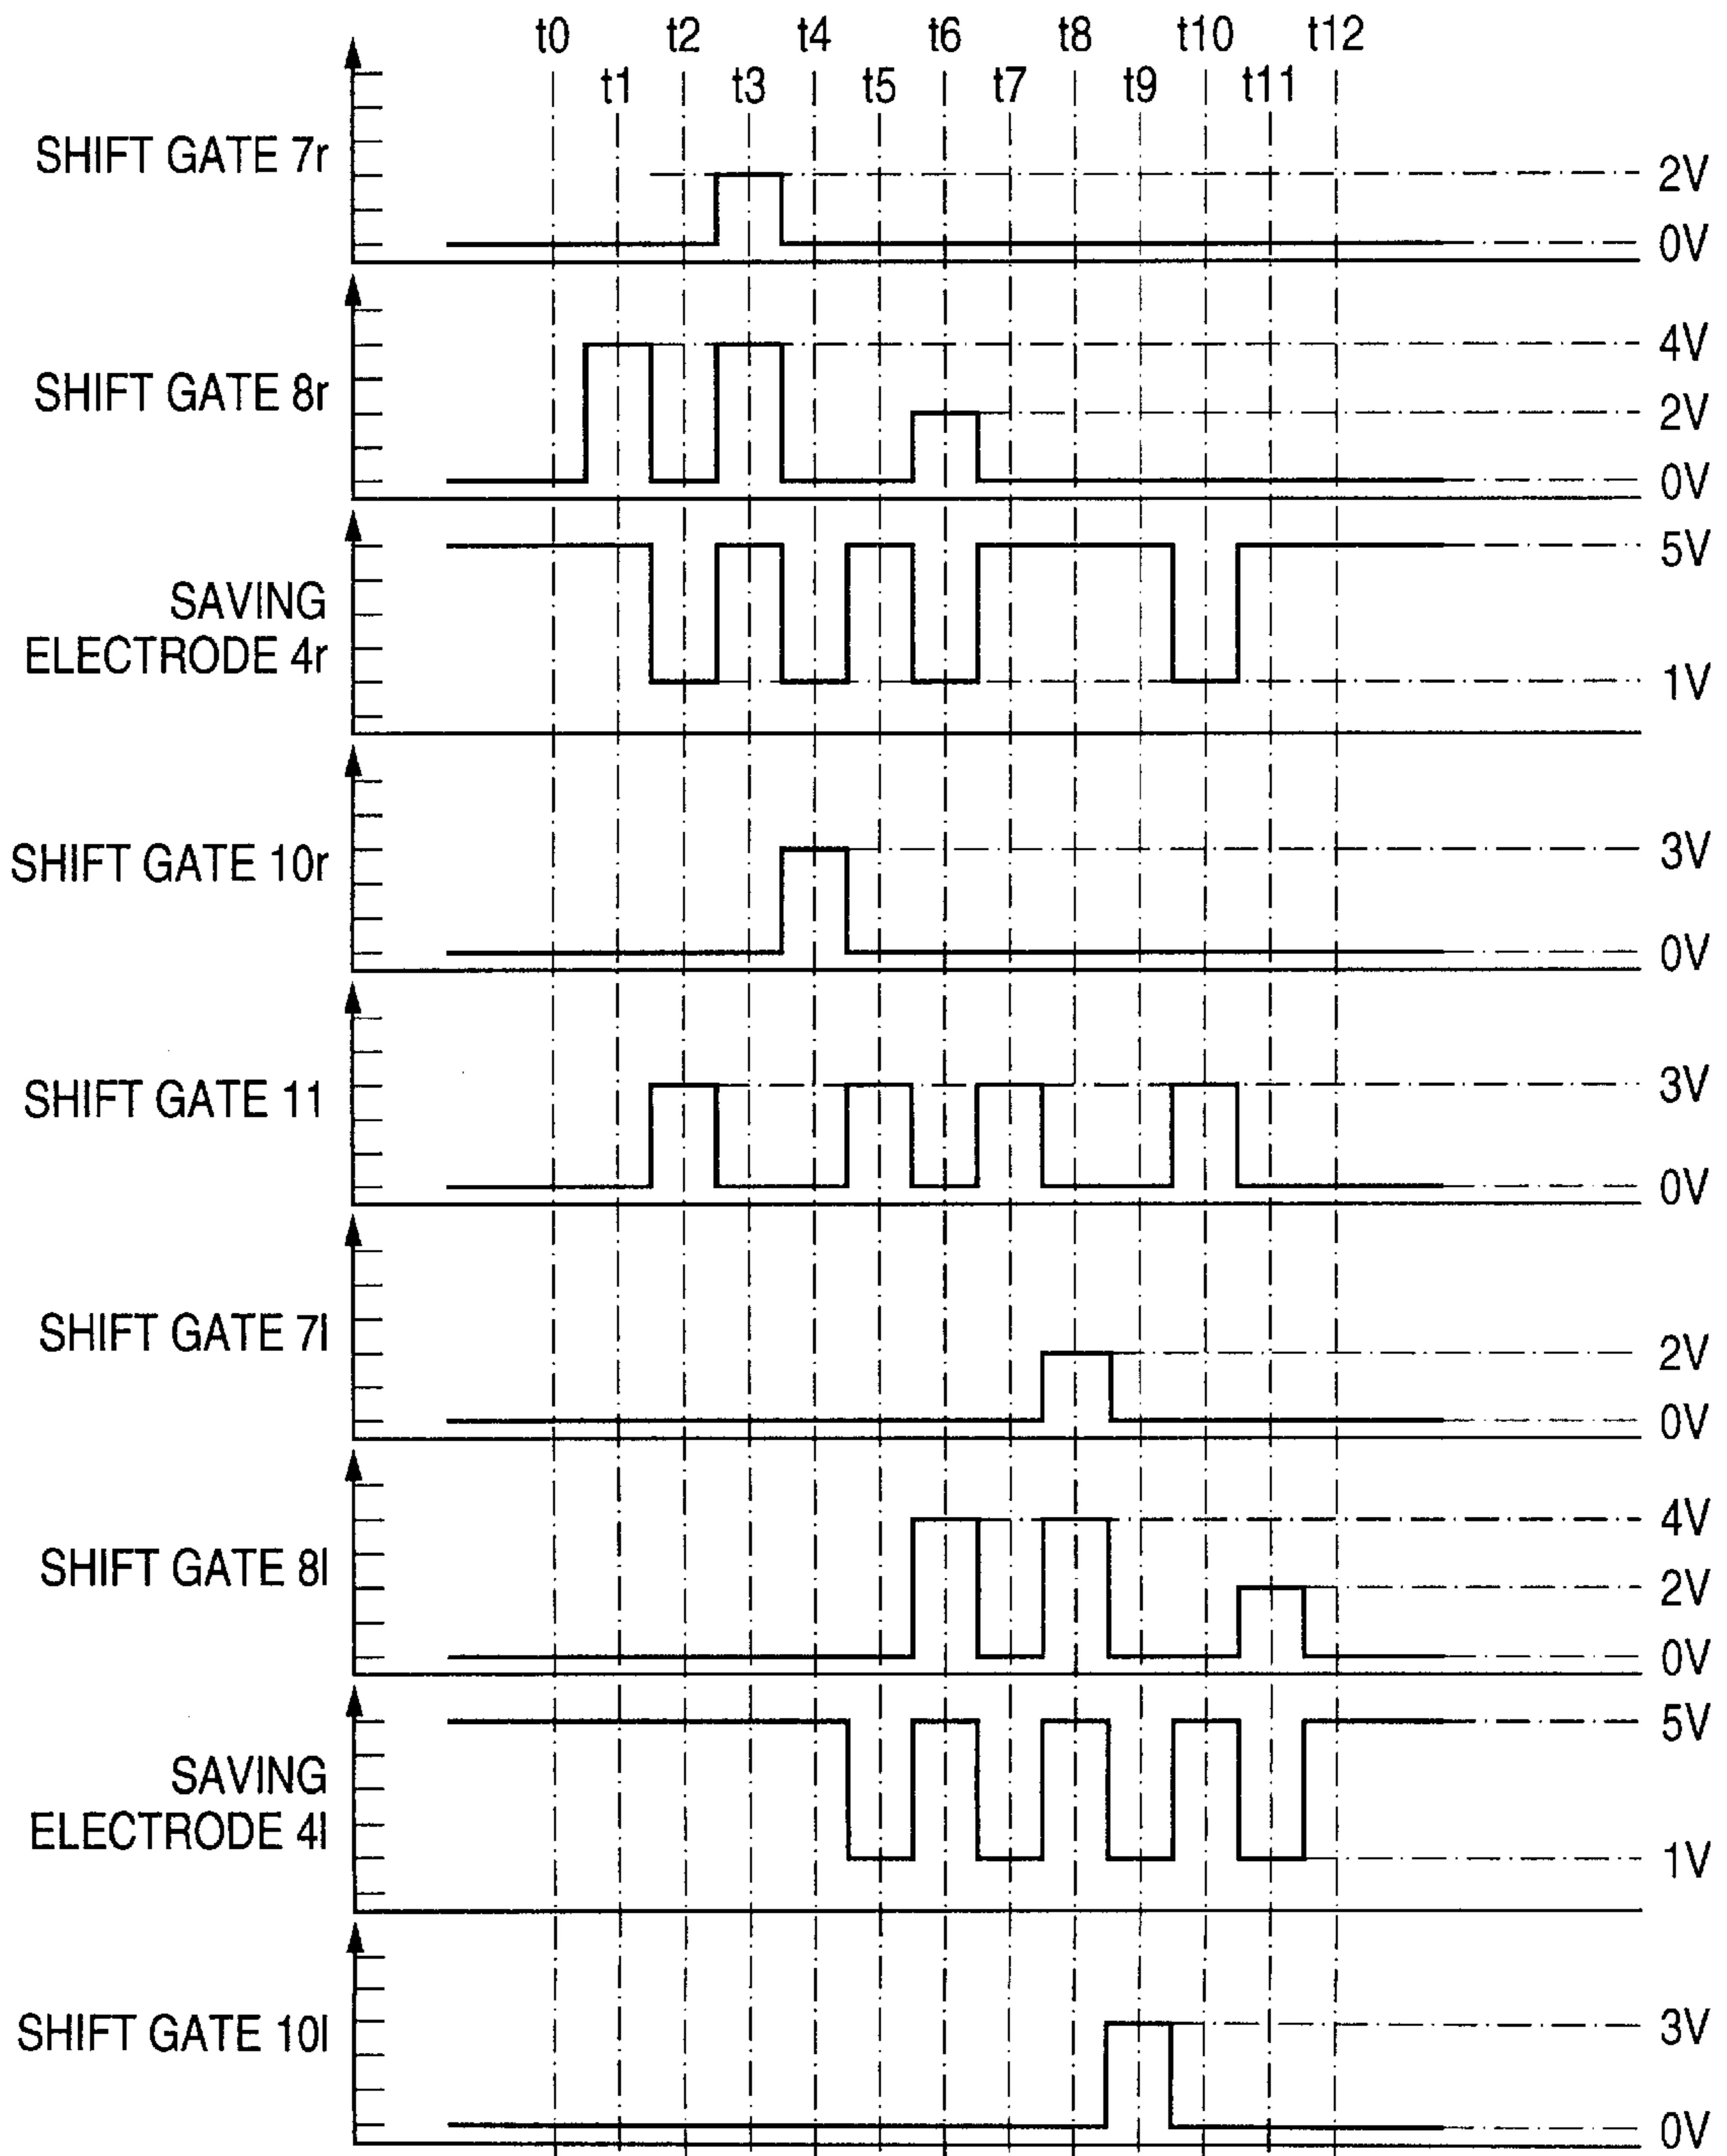 t0 t2 t4 t6 t8 t10 t12
t1 t3 t5 t7 t9 t11
SHIFT GATE 7r
2V
0V
SHIFT GATE 8r
4V
2V
0V
SAVING
ELECTRODE 4r
5V
1V
SHIFT GATE 10r
3V
0V
SHIFT GATE 11
3V
0V
SHIFT GATE 7l
2V
0V
SHIFT GATE 8l
4V
2V
0V
SAVING
ELECTRODE 4l
5V
1V
SHIFT GATE 10l
3V
0V